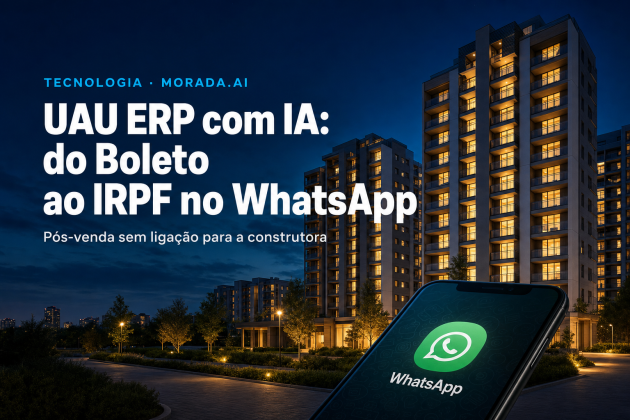 TECNOLOGIA · MORADA.AI
UAU ERP com IA:
do Boleto
ao IRPF no WhatsApp
Pós-venda sem ligação para a construtora
WhatsApp